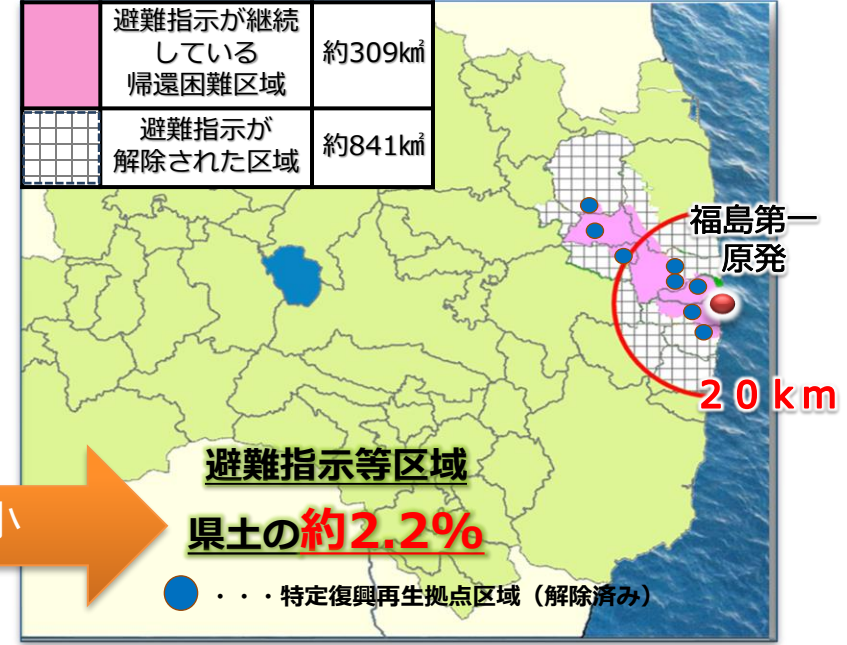 避難指示が継続
している
帰還困難区域
約309㎢
避難指示が
解除された区域
約841㎢
福島第一
原発
２０ｋｍ
避難指示等区域
県土の約2.2%
小
・・・特定復興再生拠点区域（解除済み）